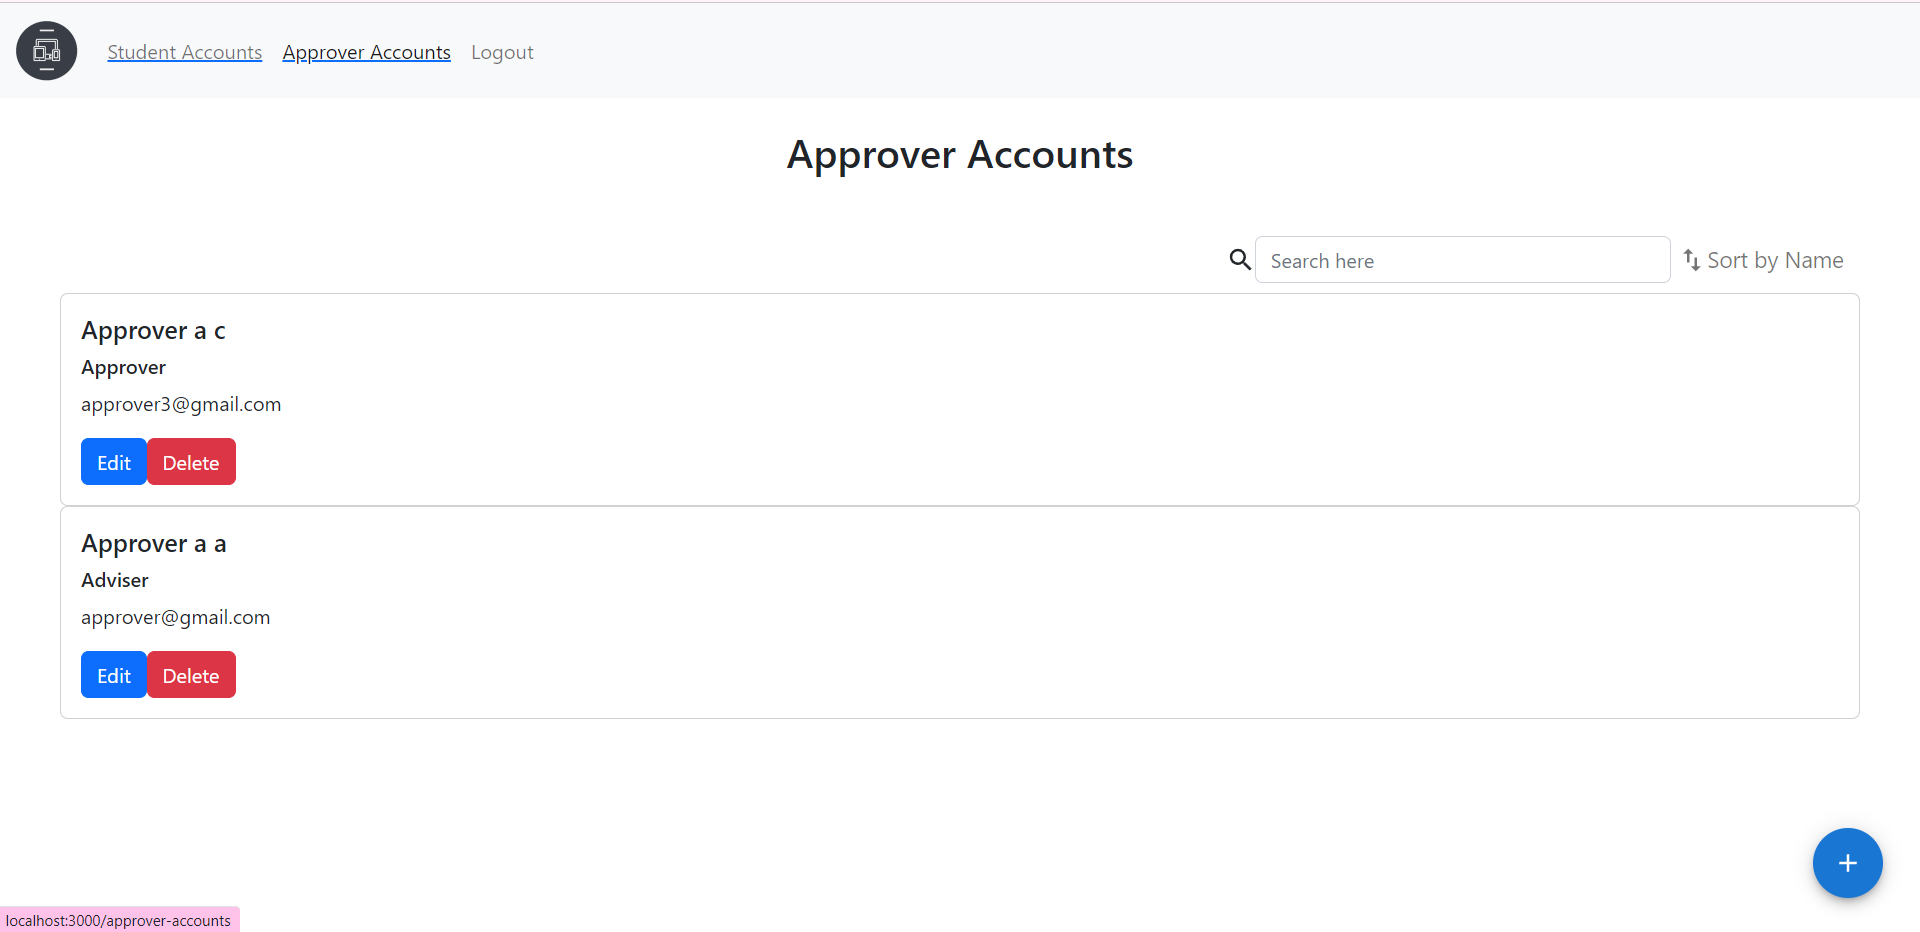 Student Accounts Approver Accounts Logout
Approver Accounts
Search here Sort by Name
Approver a c
Approver
approver3@gmail.com
Edit Delete
Approver a a
Adviser
approver@gmail.com
Edit Delete
localhost:3000/approver-accounts